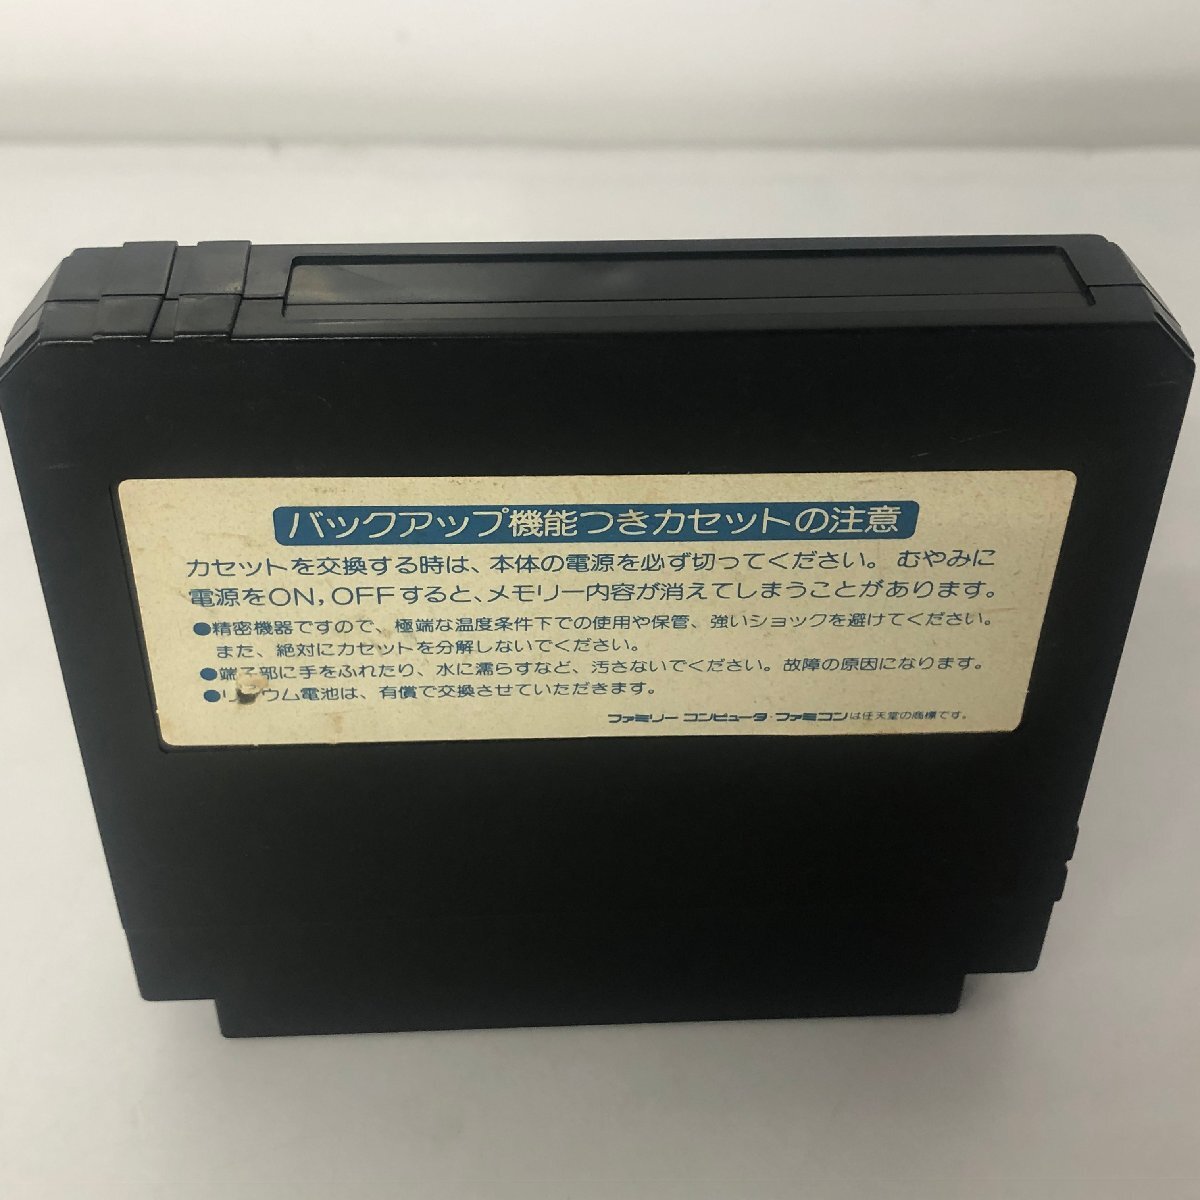 バックアップ機能つきカセットの注意
カセットを交換する時は、本体の電源を必ず切ってください。むやみに
電源をON, OFFすると、メモリー内容が消えてしまうことがあります。
●精密機器ですので、極端な温度条件下での使用や保管、強いショックを避けてください。
また、絶対にカセットを分解しないでください。
●端子部に手をふれたり、水に濡らすなど、汚さないでください。故障の原因になります。
●リチウム電池は、有償で交換させていただきます。
ファミリーコンピュータ・ファミコンは任天堂の商標です。